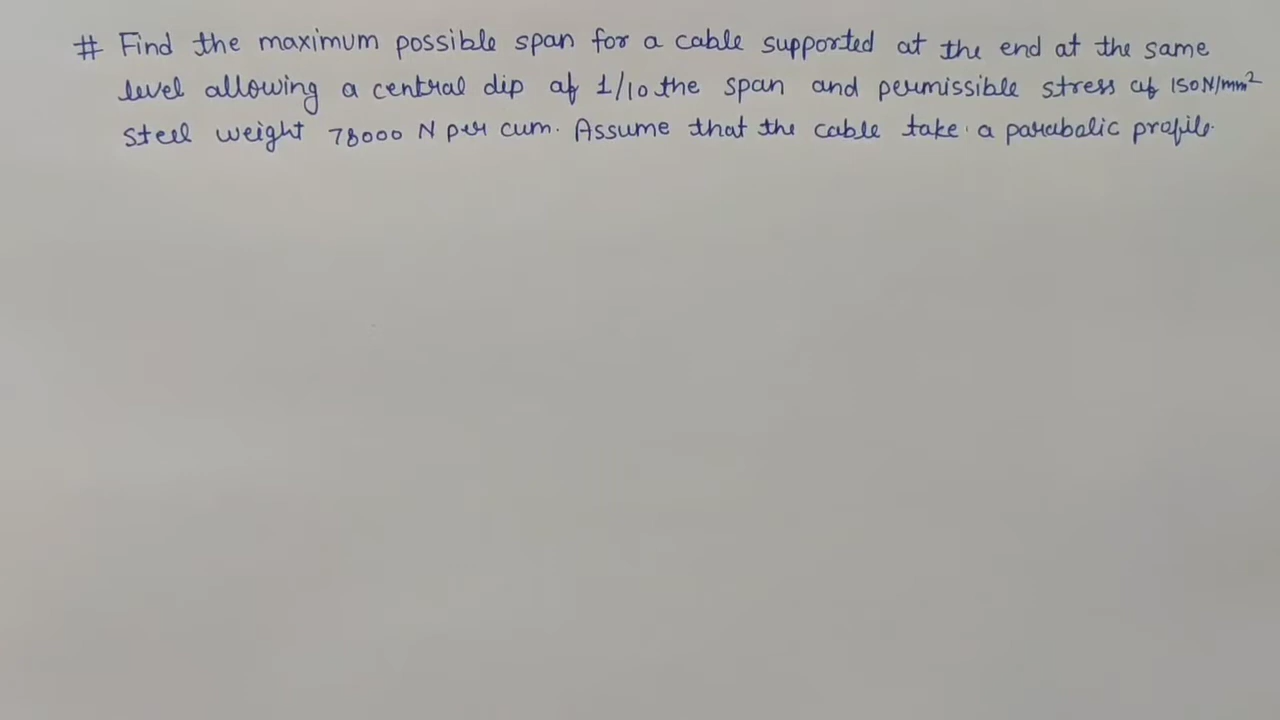 # Find the maximum possible span for a cable supported at the end at the same
level allowing a central dip of 1/10 the span and permissible stress of 150N/mm²
steel weight 78000 N per cum. Assume that the cable take a parabolic profile.